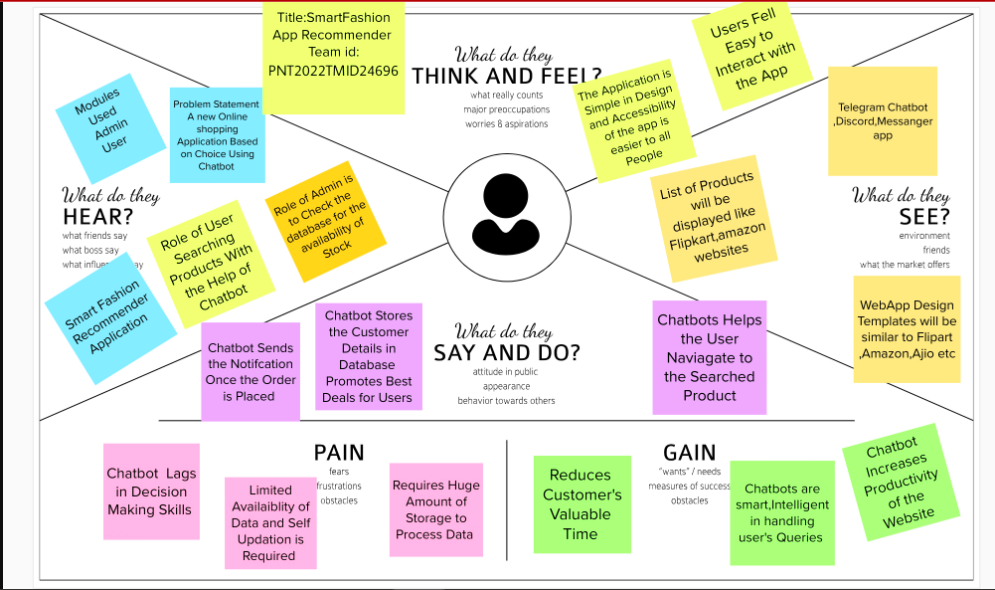 Title:SmartFashion
App Recommender
Team id:
PNT2022TMID24696
What do they
THINK AND FEEL?
what really counts
major preoccupations
worries & aspirations
Users Fell
Easy to
Interact with
the App
The Application is
Simple in Design
and Accessibility
of the app is
easier to all
People
Modules
Used
Admin
User
Problem Statement
A new Online
shopping
Application Based
on Choice Using
Chatbot
What do they
HEAR?
what friends say
what boss say
what influ ay
Smart Fashion
Recommender
Application
Role of User
Searching
Products With
the Help of
Chatbot
Role of Admin is
to Check the
database for the
availability of
Stock
Telegram Chatbot
,Discord,Messanger
app
List of Products
will be
displayed like
Flipkart,amazon
websites
What do they
SEE?
environment
friends
what the market offers
WebApp Design
Templates will be
similar to Flipart
,Amazon,Ajio etc
Chatbot Sends
the Notifcation
Once the Order
is Placed
Chatbot Stores
the Customer
Details in
Database
Promotes Best
Deals for Users
What do they
SAY AND DO?
attitude in public
appearance
behavior towards others
Chatbots Helps
the User
Naviagate to
the Searched
Product
PAIN
fears
frustrations
obstacles
Chatbot Lags
in Decision
Making Skills
Limited
Availaiblity of
Data and Self
Updation is
Required
Requires Huge
Amount of
Storage to
Process Data
GAIN
"wants" / needs
measures of success
obstacles
Reduces
Customer's
Valuable
Time
Chatbots are
smart,Intelligent
in handling
user's Queries
Chatbot
Increases
Productivity
of the
Website